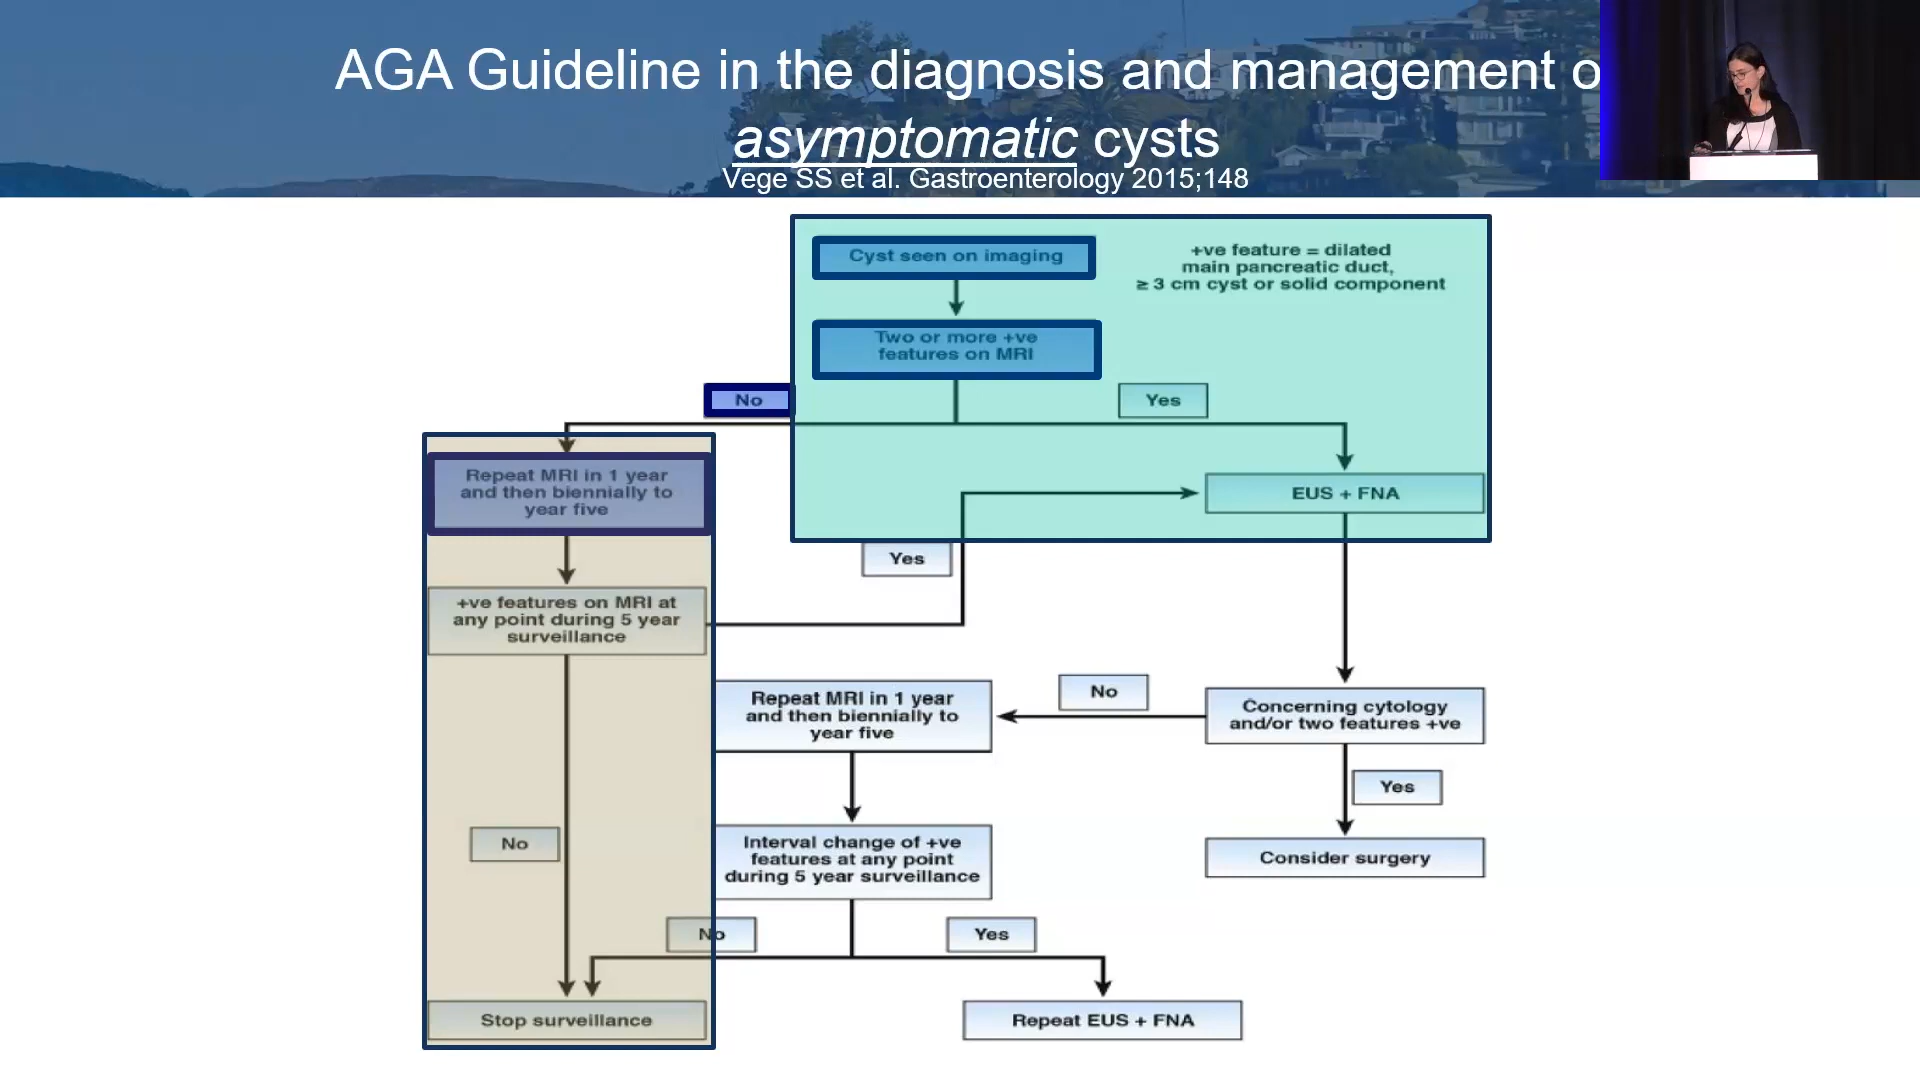 AGA Guideline in the diagnosis and management o
asymptomatic cysts
Vege SS et al. Gastroenterology 2015;148
Cyst seen on imaging
+ve feature = dilated
main pancreatic duct,
≥ 3 cm cyst or solid component
Two or more +ve
features on MRI
No
Yes
Repeat MRI in 1 year
and then biennially to
year five
EUS + FNA
Yes
+ve features on MRI at
any point during 5 year
surveillance
Repeat MRI in 1 year
and then biennially to
year five
No
Concerning cytology
and/or two features +ve
Yes
Interval change of +ve
features at any point
during 5 year surveillance
No
Consider surgery
No
Yes
Stop surveillance
Repeat EUS + FNA